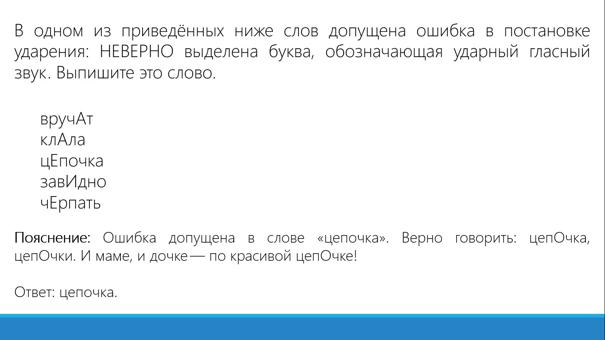 В одном из приведённых ниже слов допущена ошибка в постановке
ударения: НЕВЕРНО выделена буква, обозначающая ударный гласный
звук. Выпишите это слово.
вручАт
клАла
цЕпочка
завИдно
чЕрпать
Пояснение: Ошибка допущена в слове «цепочка». Верно говорить: цепОчка,
цепОчки. И маме, и дочке — по красивой цепОчке!
Ответ: цепочка.